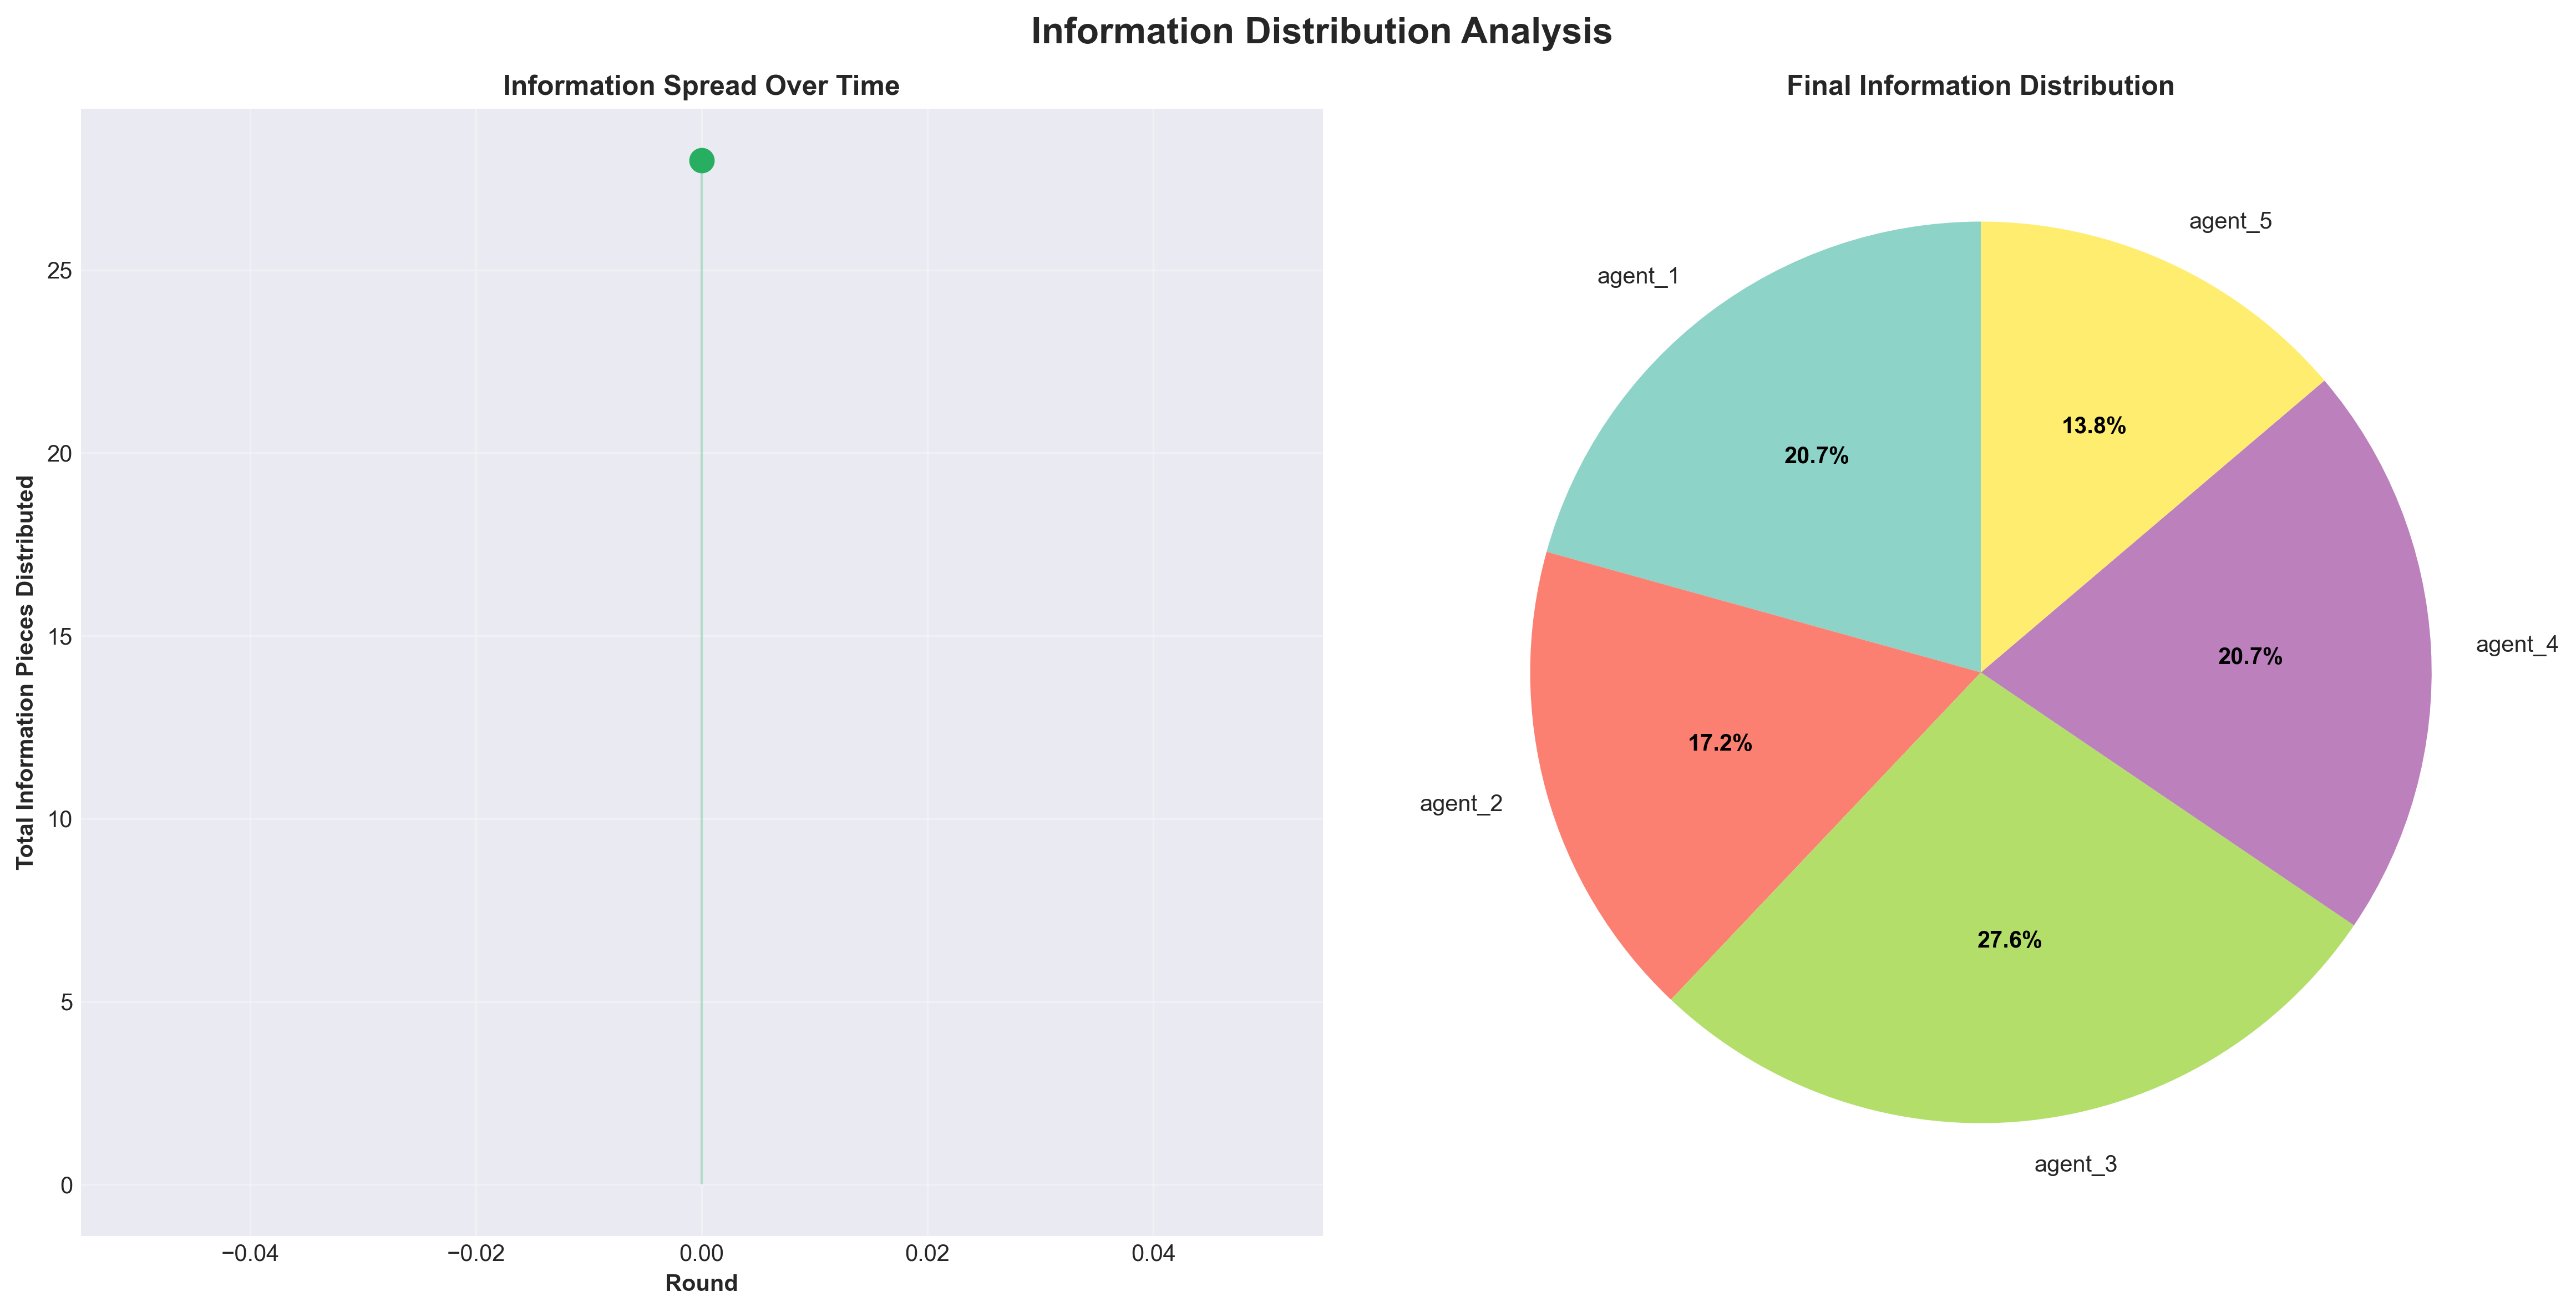 Information Distribution Analysis
Information Spread Over Time
Total Information Pieces Distributed
25
20
15
10
5
0
−0.04
−0.02
0.00
0.02
0.04
Round
Final Information Distribution
agent_1
20.7%
agent_2
17.2%
agent_3
27.6%
agent_4
20.7%
agent_5
13.8%